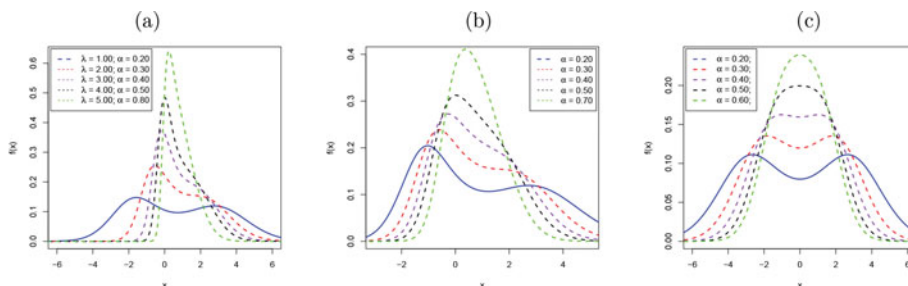 (a)
λ = 1.00; α = 0.20
λ = 2.00; α = 0.30
λ = 3.00; α = 0.40
λ = 4.00; α = 0.50
λ = 5.00; α = 0.80
f(x)
0.0 0.1 0.2 0.3 0.4 0.5 0.6
-6 -4 -2 0 2 4 6
x
(b)
α = 0.20
α = 0.30
α = 0.40
α = 0.50
α = 0.70
f(x)
0.0 0.1 0.2 0.3 0.4
-2 0 2 4
x
(c)
α = 0.20;
α = 0.30;
α = 0.40;
α = 0.50;
α = 0.60;
f(x)
0.00 0.05 0.10 0.15 0.20
-6 -4 -2 0 2 4 6
x